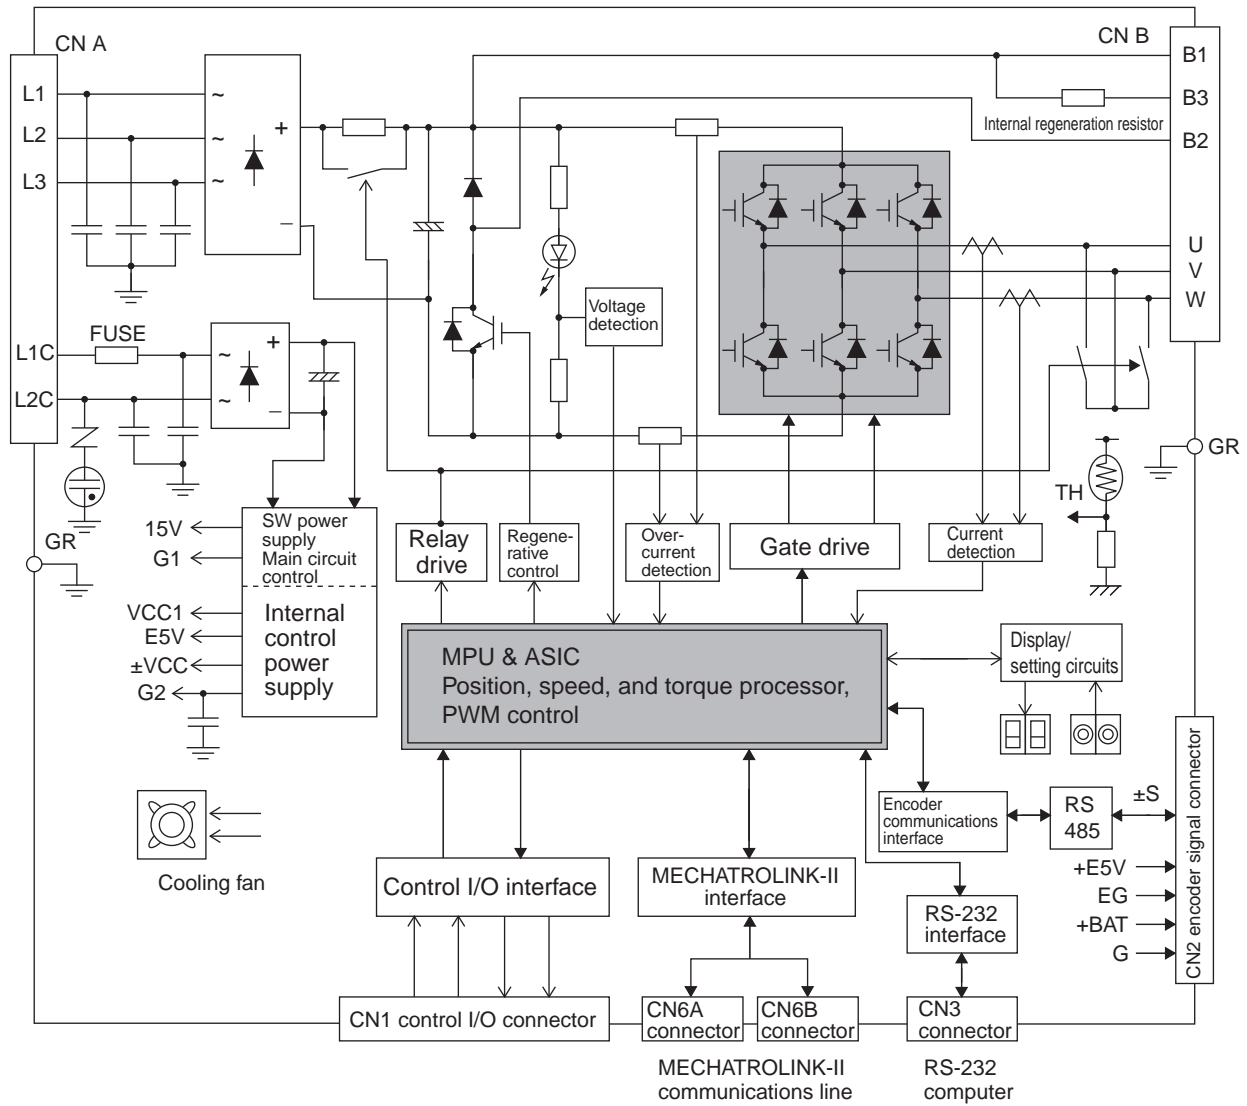 CN A
CN B
L1
L2
L3
~
~
~
+
−
B1
B3
Internal regeneration resistor
B2
U
V
W
Voltage
detection
FUSE
L1C
L2C
~
~
+
−
GR
GR
TH
15V
G1
SW power
supply
Main circuit
control
VCC1
E5V
±VCC
G2
Internal
control
power
supply
Relay
drive
Regene-
rative
control
Over-
current
detection
Gate drive
Current
detection
MPU & ASIC
Position, speed, and torque processor,
PWM control
Display/
setting circuits
Cooling fan
Control I/O interface
MECHATROLINK-II
interface
Encoder
communications
interface
RS
485
±S
+E5V
EG
+BAT
G
CN2 encoder signal connector
RS-232
interface
CN1 control I/O connector
CN6A
connector
CN6B
connector
CN3
connector
MECHATROLINK-II
communications line
RS-232
computer